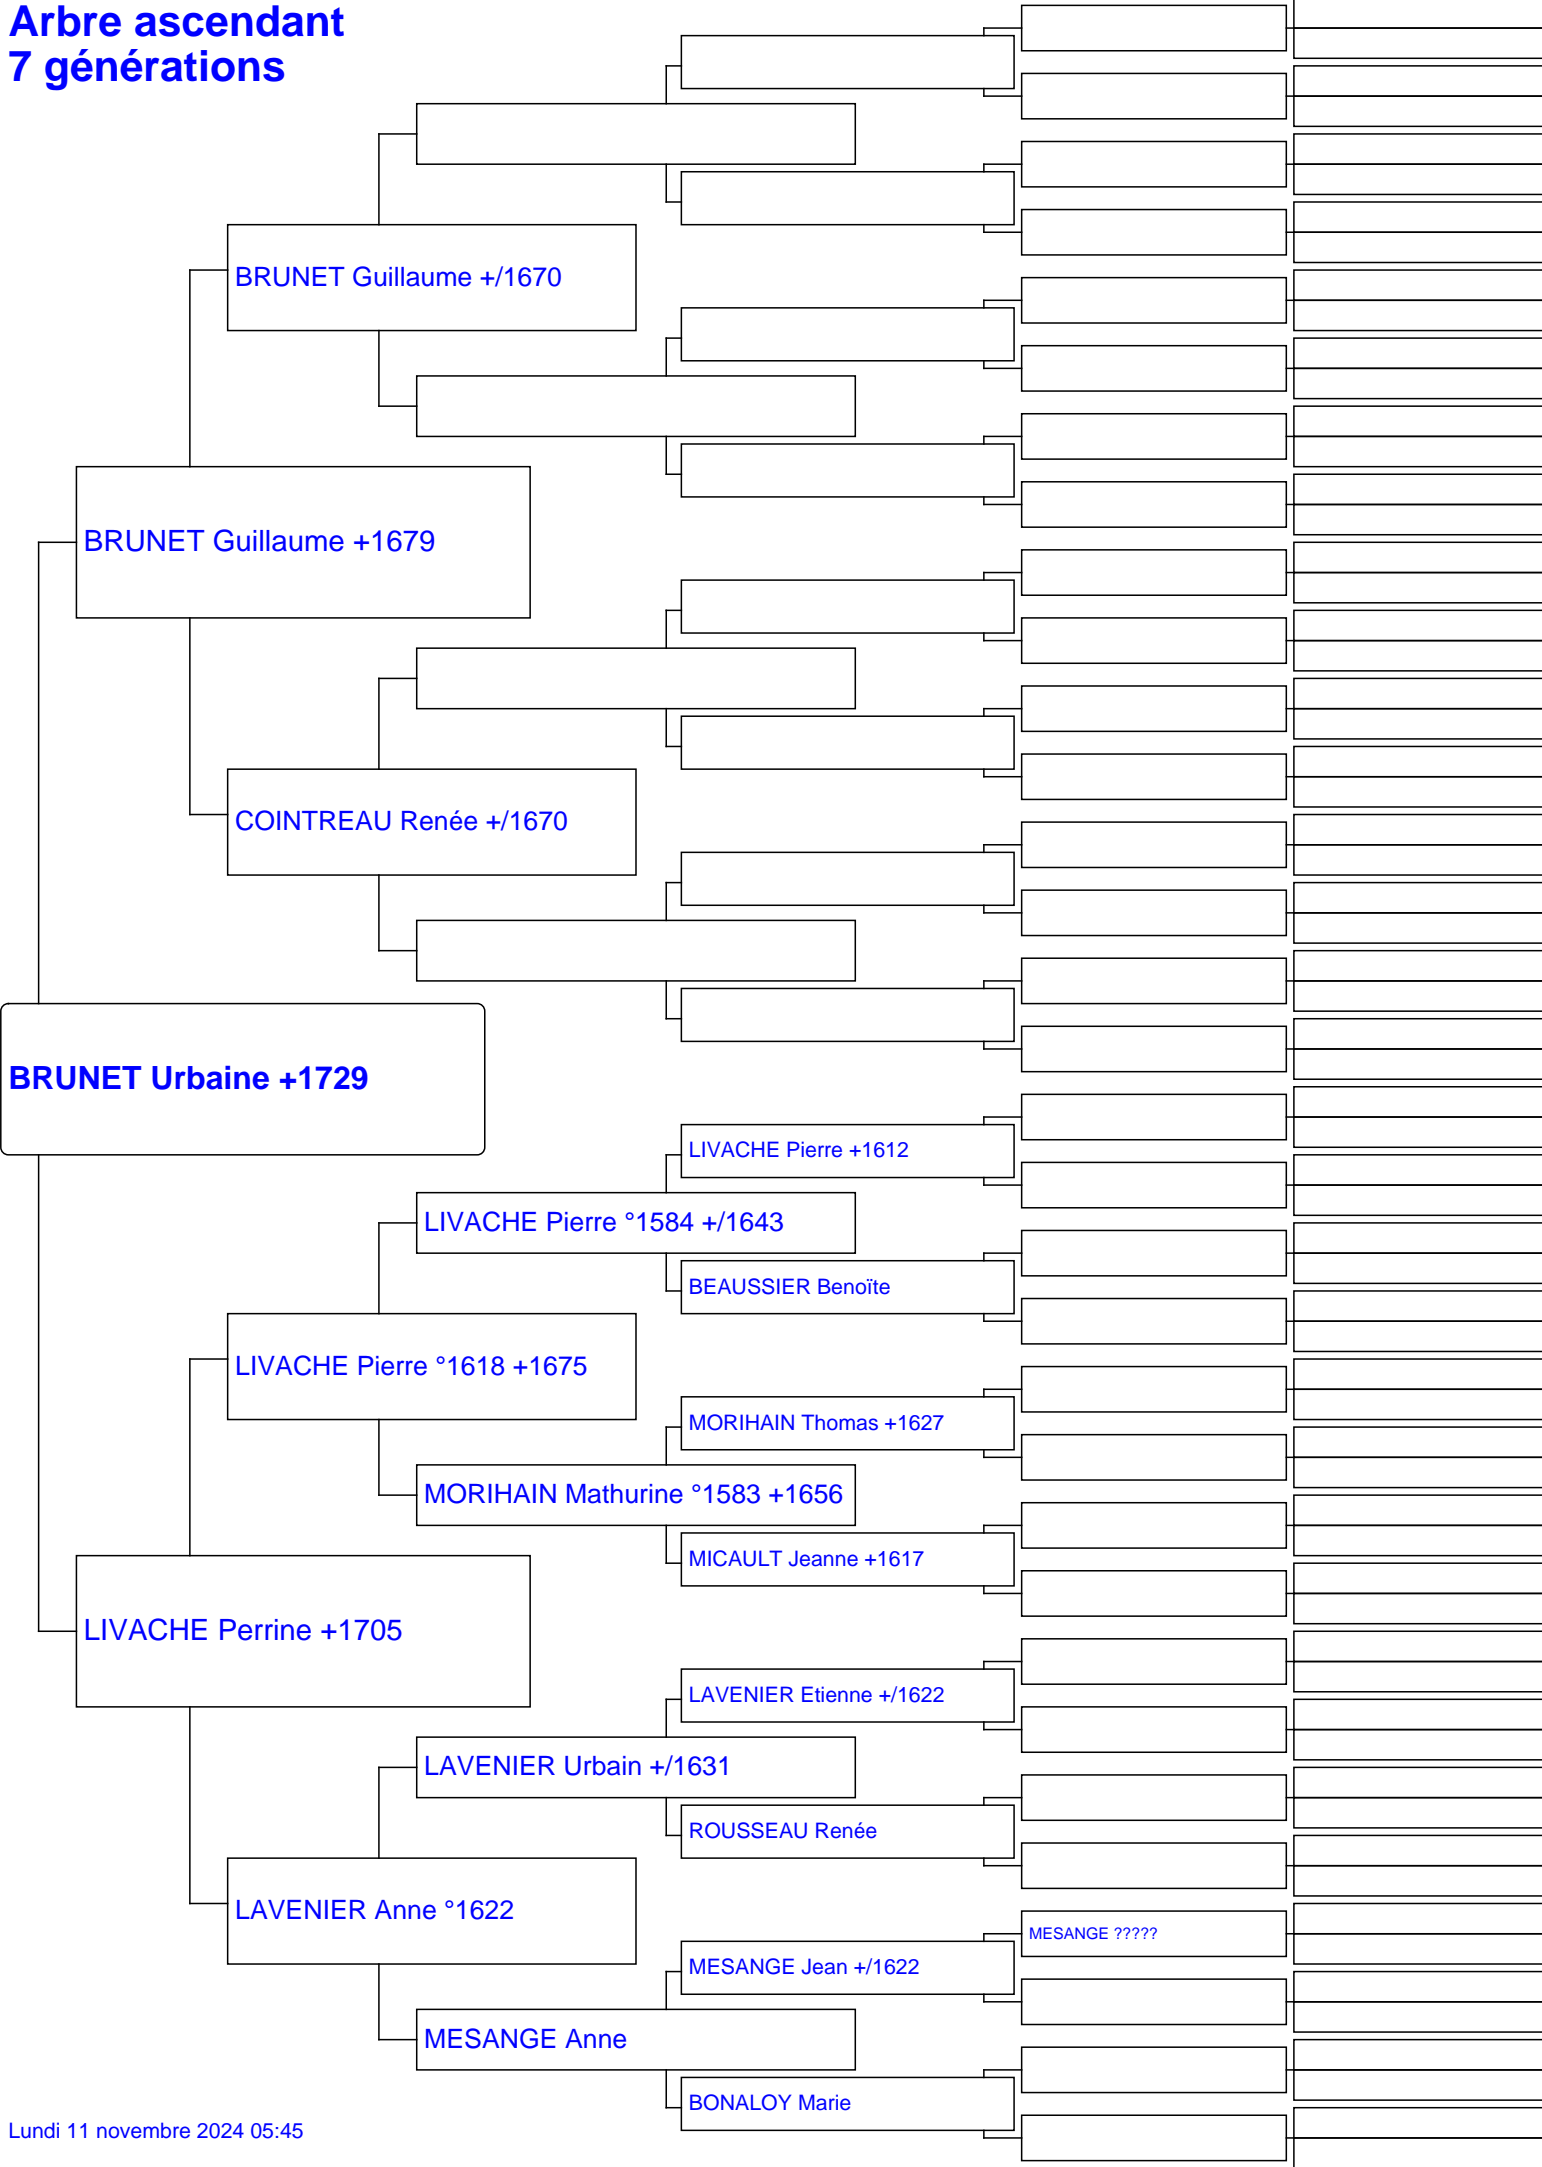 Arbre ascendant
7 générations
BRUNET Guillaume +/1670
BRUNET Guillaume +1679
COINTREAU Renée +/1670
BRUNET Urbaine +1729
LIVACHE Pierre +1612
LIVACHE Pierre °1584 +/1643
BEAUSSIER Benoïte
LIVACHE Pierre °1618 +1675
MORIHAIN Thomas +1627
MORIHAIN Mathurine °1583 +1656
MICAULT Jeanne +1617
LIVACHE Perrine +1705
LAVENIER Etienne +/1622
LAVENIER Urbain +/1631
ROUSSEAU Renée
LAVENIER Anne °1622
MESANGE ?????
MESANGE Jean +/1622
MESANGE Anne
BONALOY Marie
Lundi 11 novembre 2024 05:45